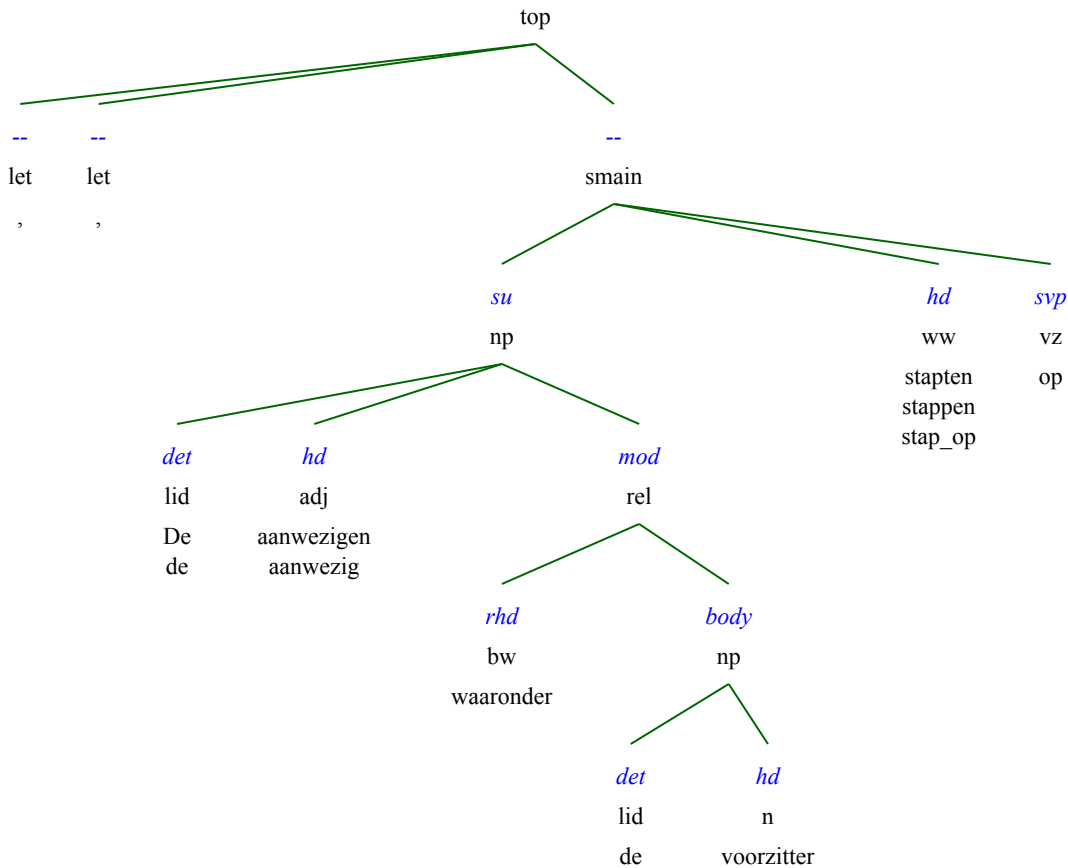 top
-- -- --
let let smain
, ,
su hd svp
np ww vz
stapten op
stappen
stap_op
det hd mod
lid adj rel
De aanwezigen
de aanwezig
rhd body
bw np
waaronder
det hd
lid n
de voorzitter